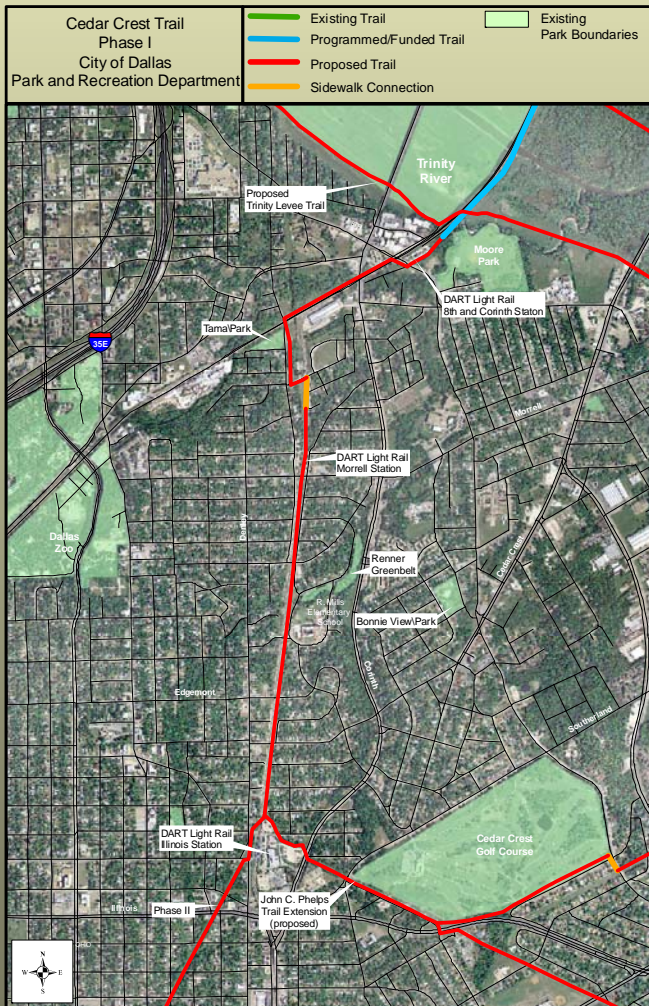 Cedar Crest Trail
Phase I
City of Dallas
Park and Recreation Department
Existing Trail
Programmed/Funded Trail
Proposed Trail
Sidewalk Connection
Existing
Park Boundaries
Trinity
River
Proposed
Trinity Levee Trail
Moore
Park
DART Light Rail
8th and Corinth Staton
Tama\Park
35E
Morrell
DART Light Rail
Morrell Station
Dallas
Zoo
Cedar Crest
Renner
Greenbelt
R. Mills
Elementary
School
Bonnie View\Park
Corinth
Edgemont
Southerland
DART Light Rail
Illinois Station
Cedar Crest
Golf Course
Illinois
Phase II
John C. Phelps
Trail Extension
(proposed)
N
W
E
S